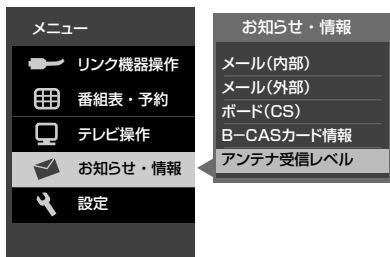 メニュー
リンク機器操作
番組表・予約
テレビ操作
お知らせ・情報
設定
お知らせ・情報
メール(内部)
メール(外部)
ボード(CS)
B−CASカード情報
アンテナ受信レベル